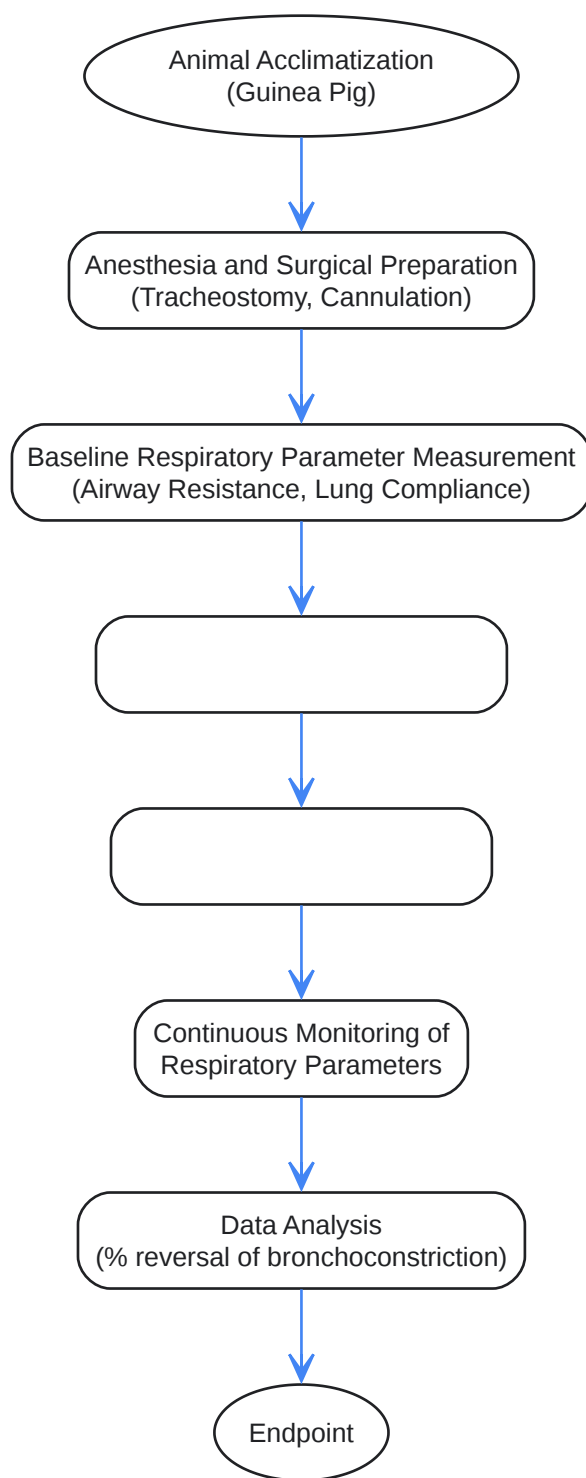 Animal Acclimatization
(Guinea Pig)
Anesthesia and Surgical Preparation
(Tracheostomy, Cannulation)
Baseline Respiratory Parameter Measurement
(Airway Resistance, Lung Compliance)
Continuous Monitoring of
Respiratory Parameters
Data Analysis
(% reversal of bronchoconstriction)
Endpoint